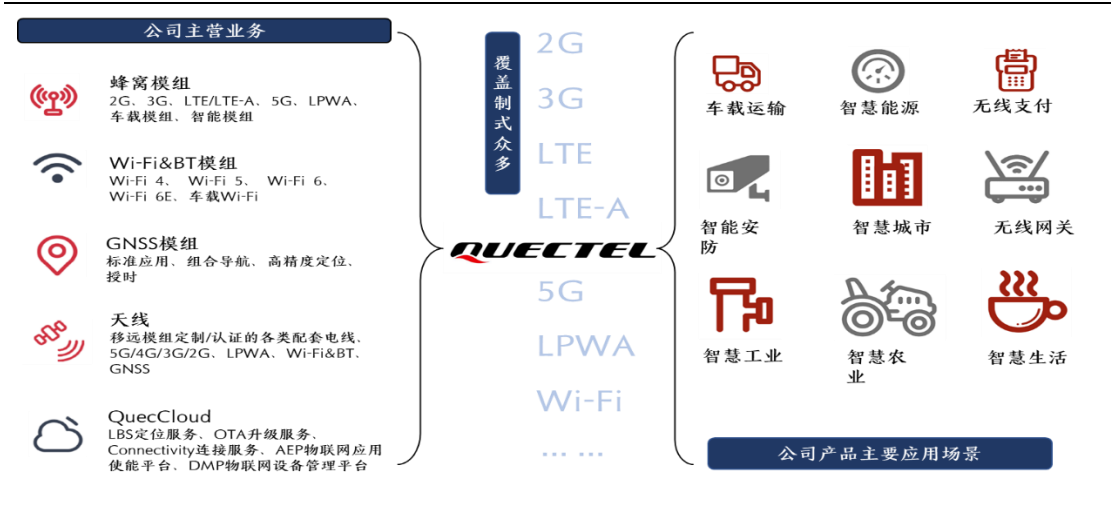 公司主营业务
蜂窝模组
2G、3G、LTE/LTE-A、5G、LPWA、
车载模组、智能模组
Wi-Fi&BT模组
Wi-Fi 4、 Wi-Fi 5、 Wi-Fi 6、
Wi-Fi 6E、车载Wi-Fi
GNSS模组
标准应用、组合导航、高精度定位、
授时
天线
移远模组定制/认证的各类配套电线、
5G/4G/3G/2G、LPWA、Wi-Fi&BT、
GNSS
QuecCloud
LBS定位服务、OTA升级服务、
Connectivity连接服务、AEP物联网应用
使能平台、DMP物联网设备管理平台
覆盖制式众多
2G
3G
LTE
LTE-A
QUECTEL
5G
LPWA
Wi-Fi
... ...
车载运输
智慧能源
无线支付
智能安
防
智慧城市
无线网关
智慧工业
智慧农
业
智慧生活
公司产品主要应用场景